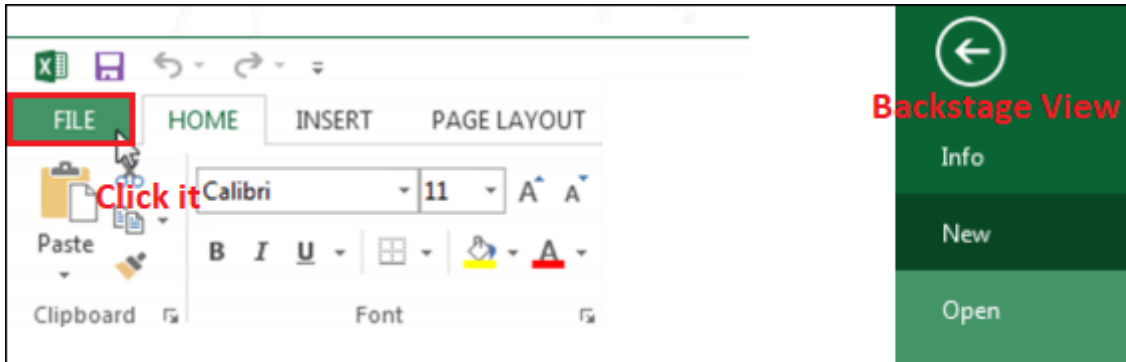 FILE HOME INSERT PAGE LAYOUT
Click it
Calibri 11 A A
Paste B I U A
Clipboard Font
Backstage View
Info
New
Open